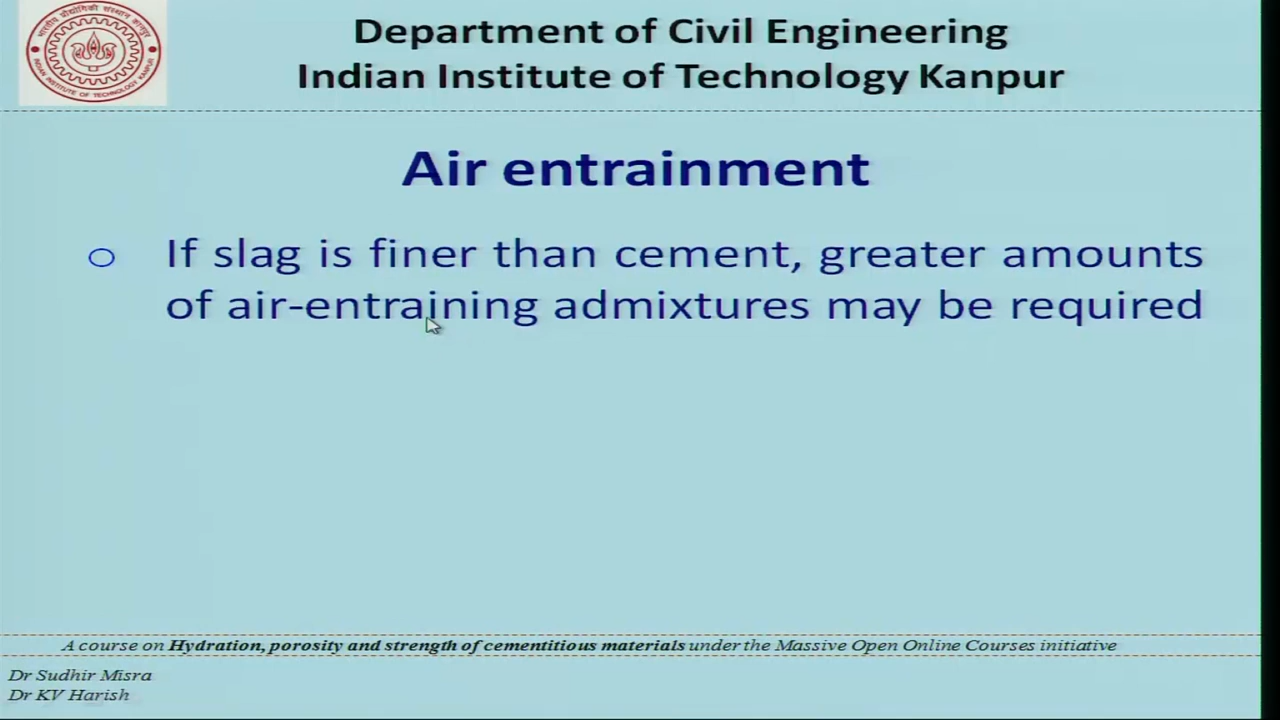 Department of Civil Engineering
Indian Institute of Technology Kanpur
Air entrainment
o If slag is finer than cement, greater amounts
of air-entraining admixtures may be required
A course on Hydration, porosity and strength of cementitious materials under the Massive Open Online Courses initiative
Dr Sudhir Misra
Dr KV Harish